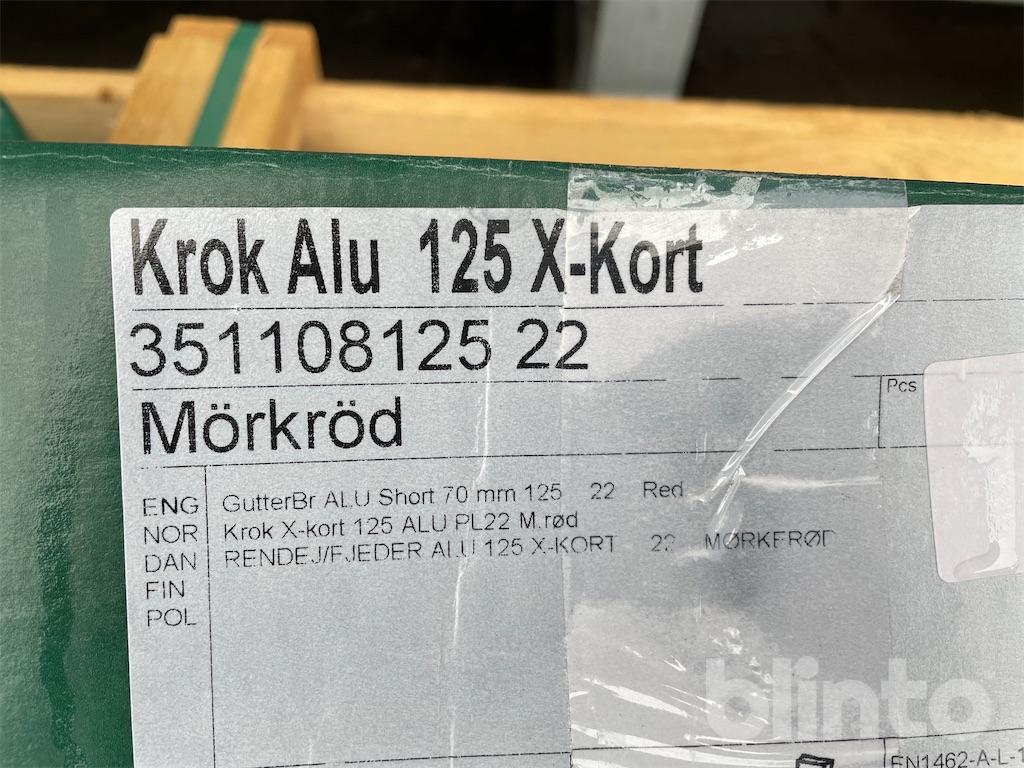 Krok Alu 125 X-Kort
351108125 22
Mörkröd
Pcs
ENG GutterBr ALU Short 70 mm 125 22 Red
NOR Krok X-kort 125 ALU PL22 M.rød
DAN RENDEJ/FJEDER ALU 125 X-KORT 22 MØRKERØD
FIN
POL
blinto
EN1462-A-L-1